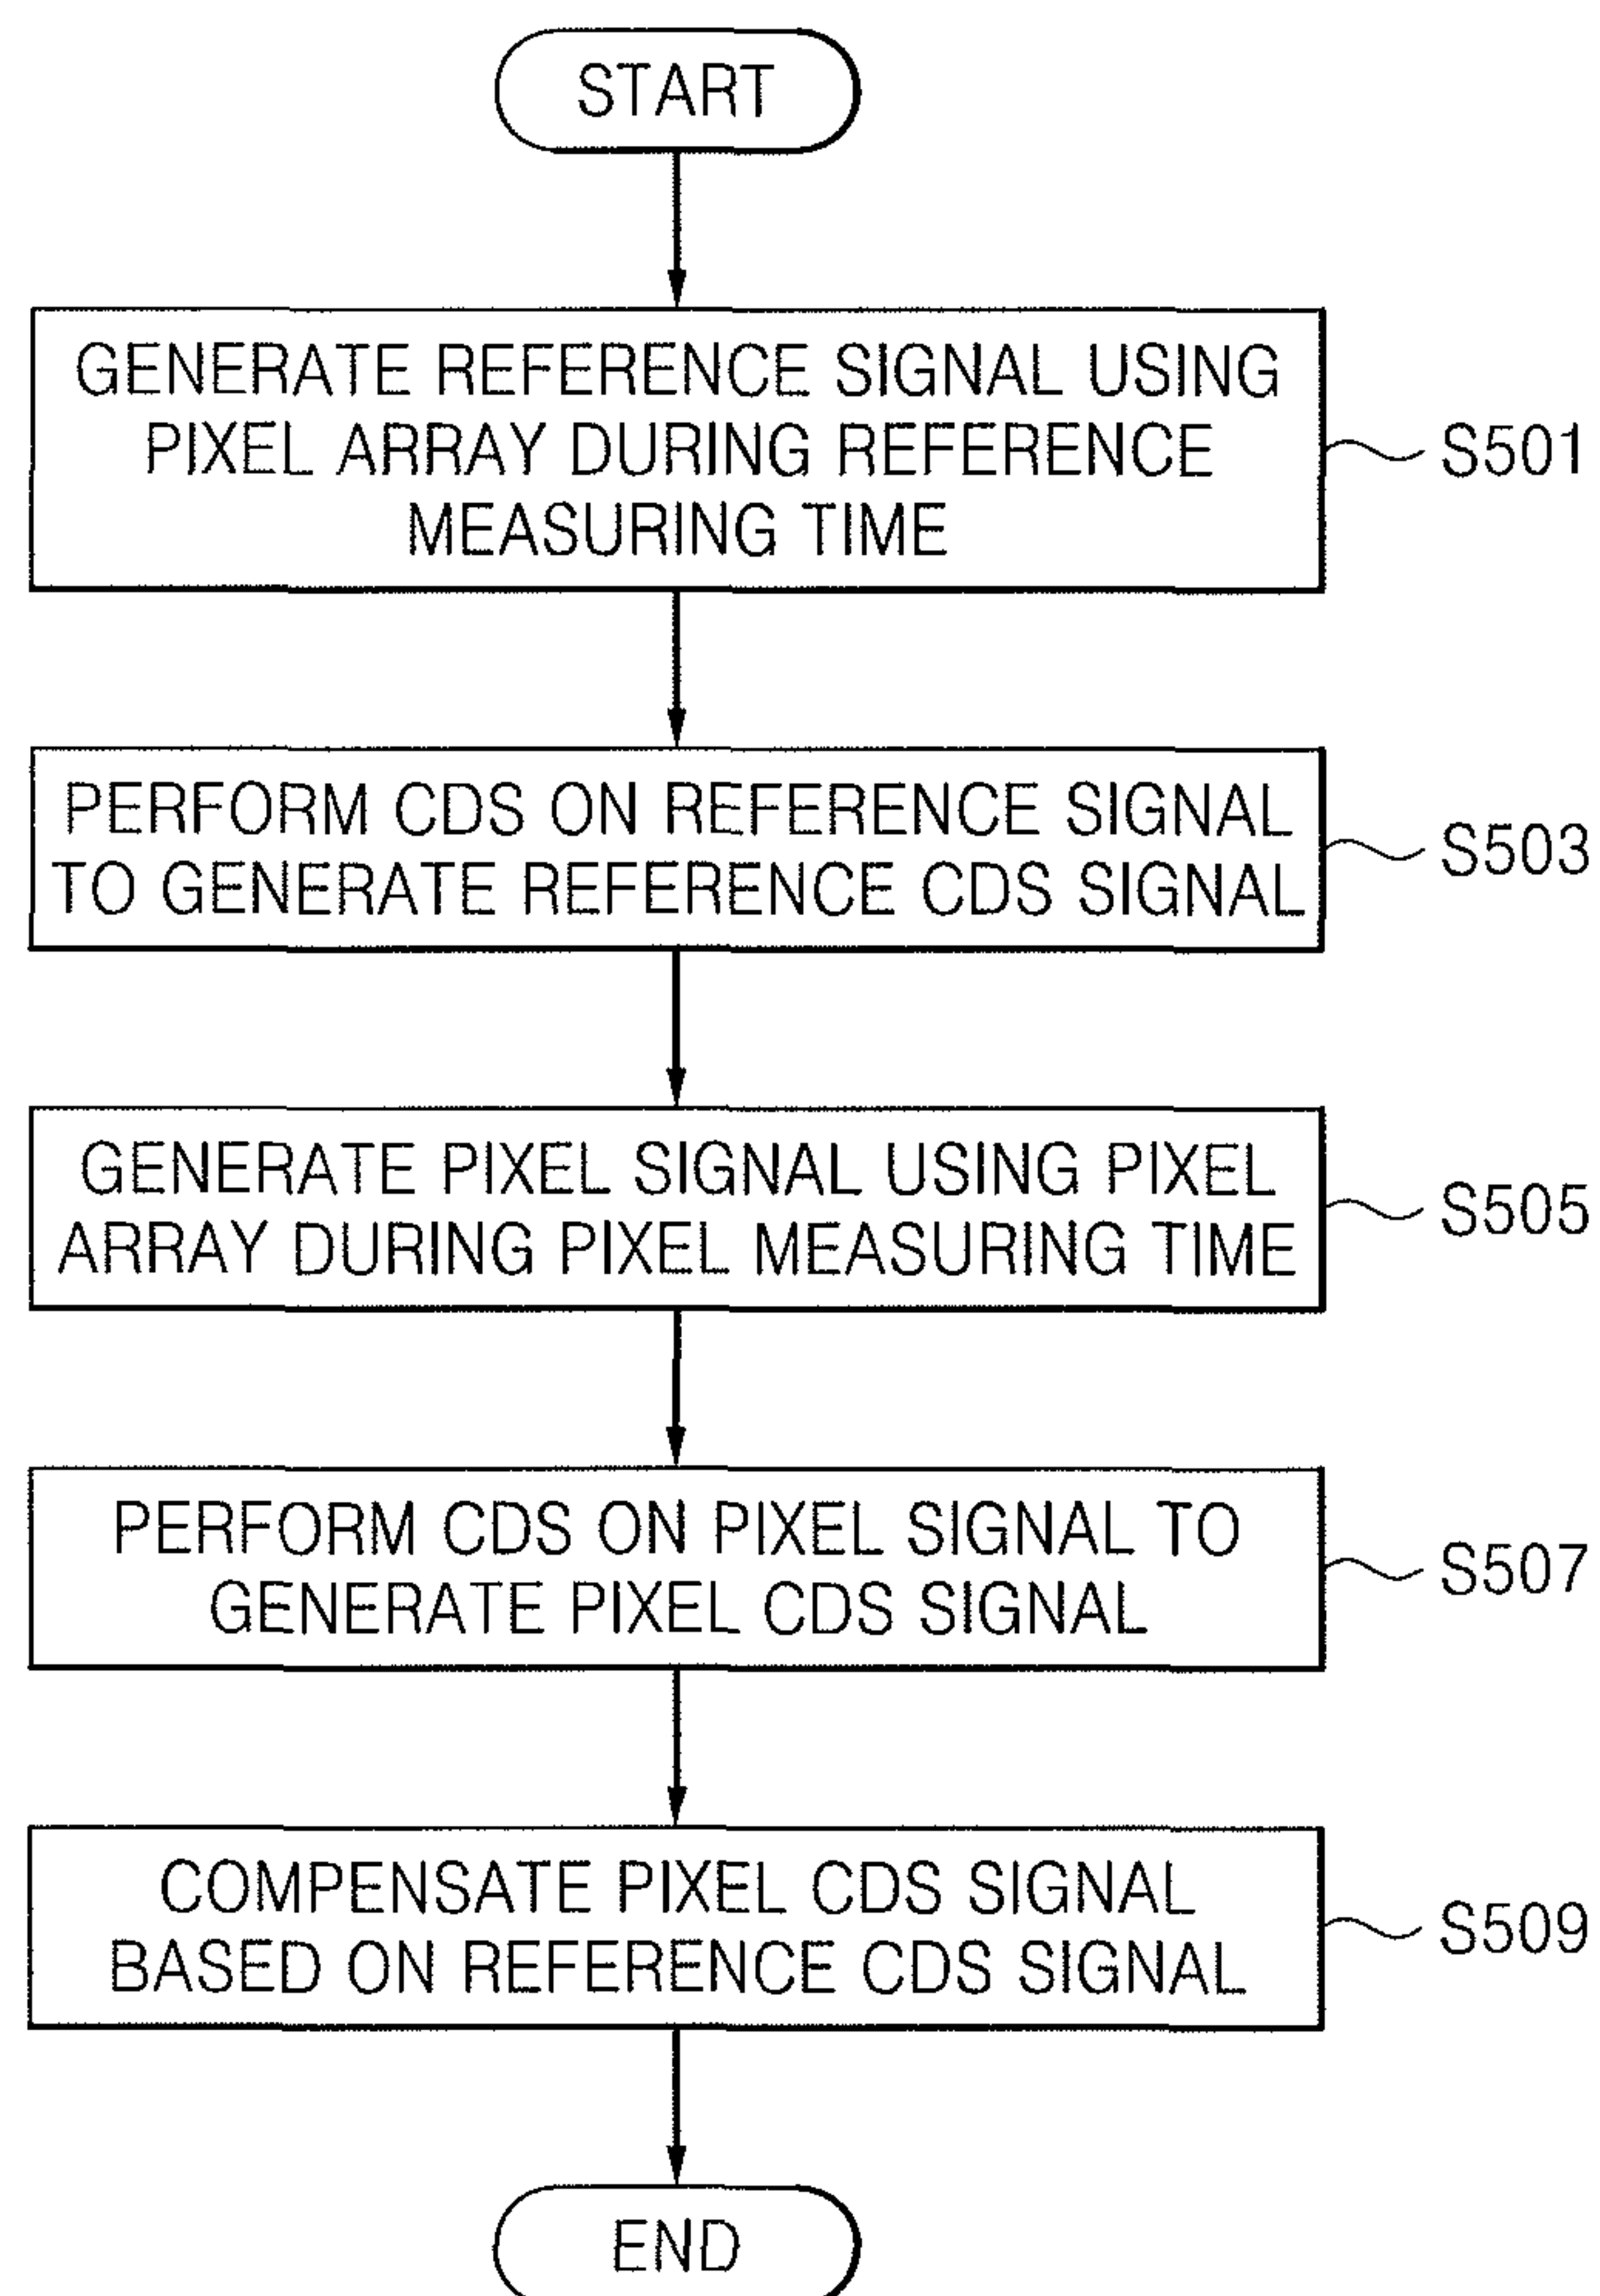 START
GENERATE REFERENCE SIGNAL USING
PIXEL ARRAY DURING REFERENCE
MEASURING TIME
S501
PERFORM CDS ON REFERENCE SIGNAL
TO GENERATE REFERENCE CDS SIGNAL
S503
GENERATE PIXEL SIGNAL USING PIXEL
ARRAY DURING PIXEL MEASURING TIME
S505
PERFORM CDS ON PIXEL SIGNAL TO
GENERATE PIXEL CDS SIGNAL
S507
COMPENSATE PIXEL CDS SIGNAL
BASED ON REFERENCE CDS SIGNAL
S509
END